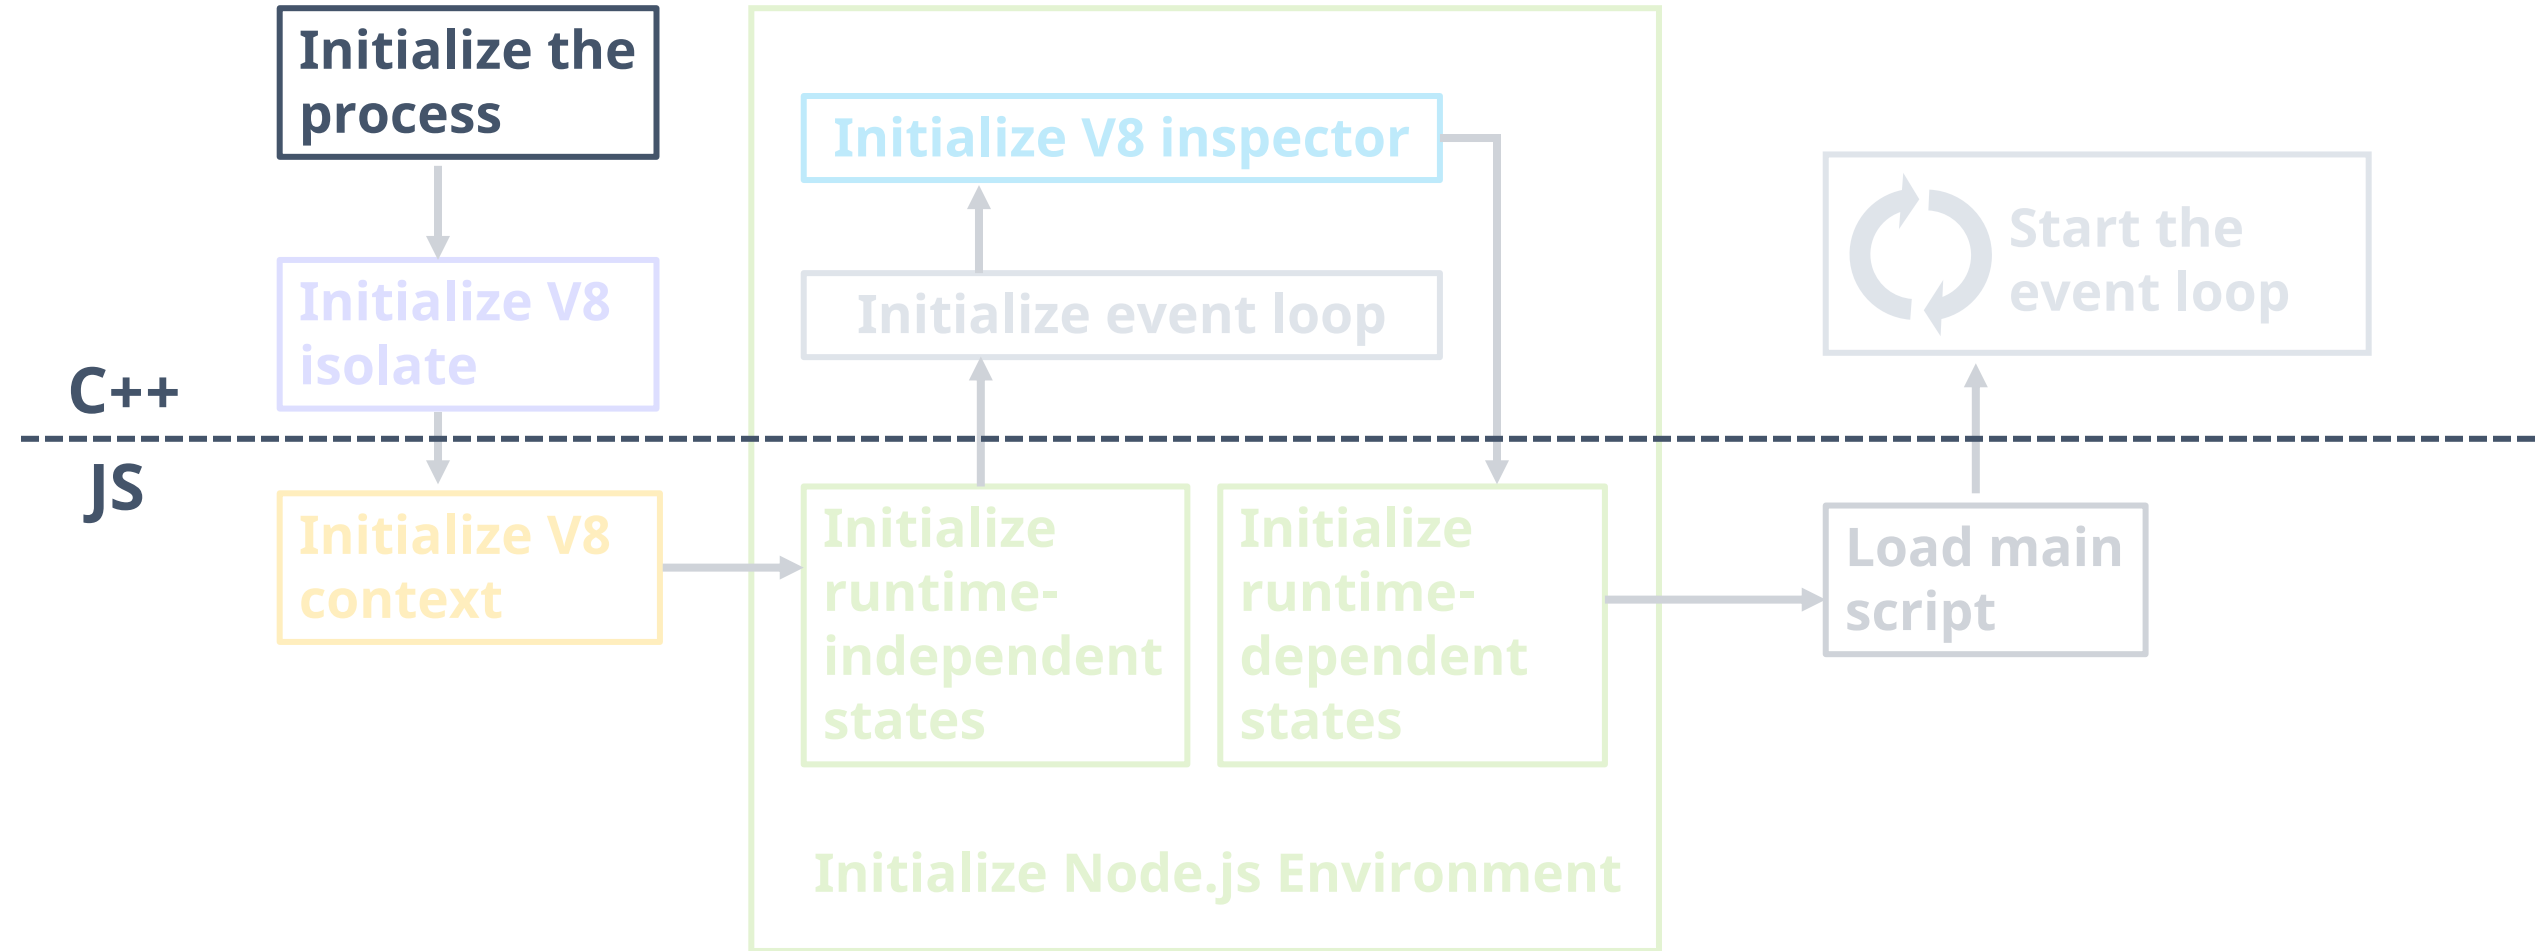 Initialize the
process
Initialize V8
isolate
C++
JS
Initialize V8
context
Initialize V8 inspector
Initialize event loop
Initialize
runtime-
independent
states
Initialize
runtime-
dependent
states
Initialize Node.js Environment
Start the
event loop
Load main
script